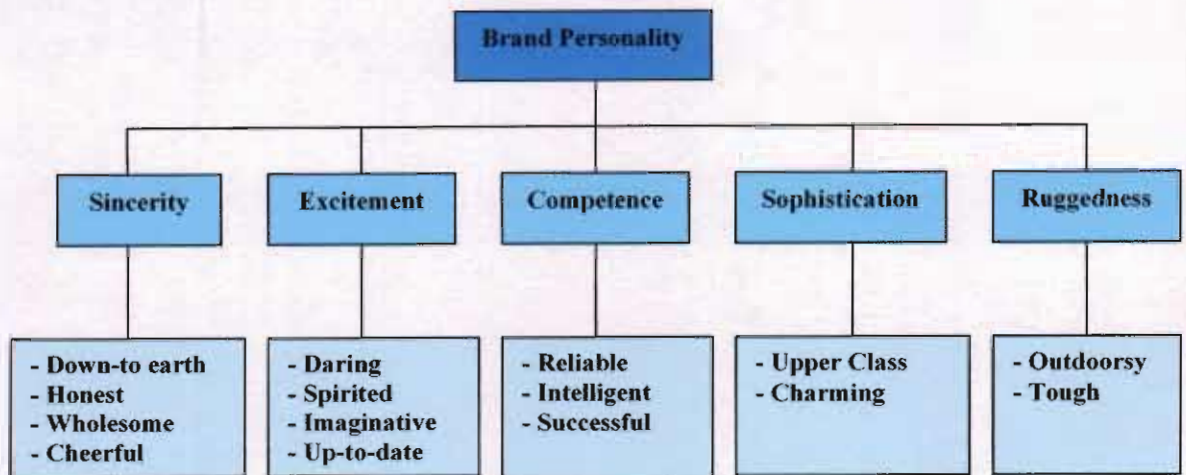 Brand Personality
Sincerity
Excitement
Competence
Sophistication
Ruggedness
- Down-to earth
- Honest
- Wholesome
- Cheerful
- Daring
- Spirited
- Imaginative
- Up-to-date
- Reliable
- Intelligent
- Successful
- Upper Class
- Charming
- Outdoorsy
- Tough